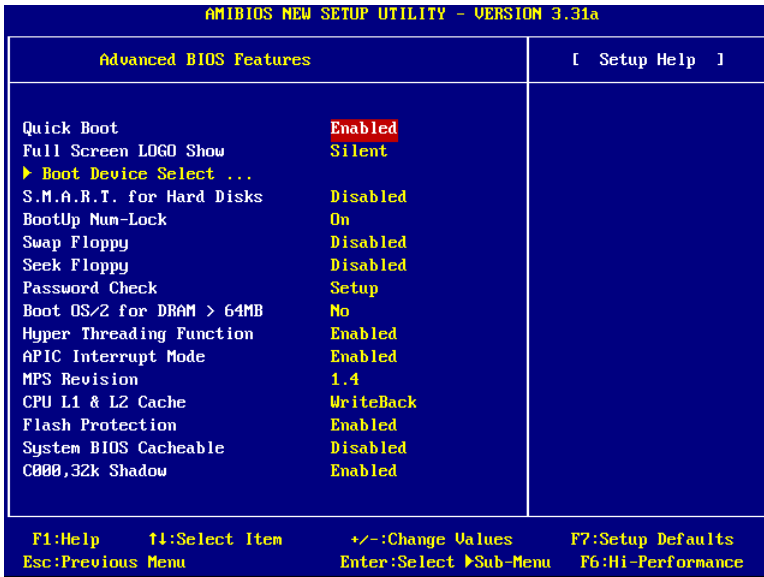 AMIBIOS NEW SETUP UTILITY - VERSION 3.31a
Advanced BIOS Features [ Setup Help ]
Quick Boot Enabled
Full Screen LOGO Show Silent
▶ Boot Device Select ...
S.M.A.R.T. for Hard Disks Disabled
BootUp Num-Lock On
Swap Floppy Disabled
Seek Floppy Disabled
Password Check Setup
Boot OS/2 for DRAM > 64MB No
Hyper Threading Function Enabled
APIC Interrupt Mode Enabled
MPS Revision 1.4
CPU L1 & L2 Cache WriteBack
Flash Protection Enabled
System BIOS Cacheable Disabled
C000,32k Shadow Enabled
F1:Help ↑↓:Select Item +/-:Change Values F7:Setup Defaults
Esc:Previous Menu Enter:Select ▶Sub-Menu F6:Hi-Performance